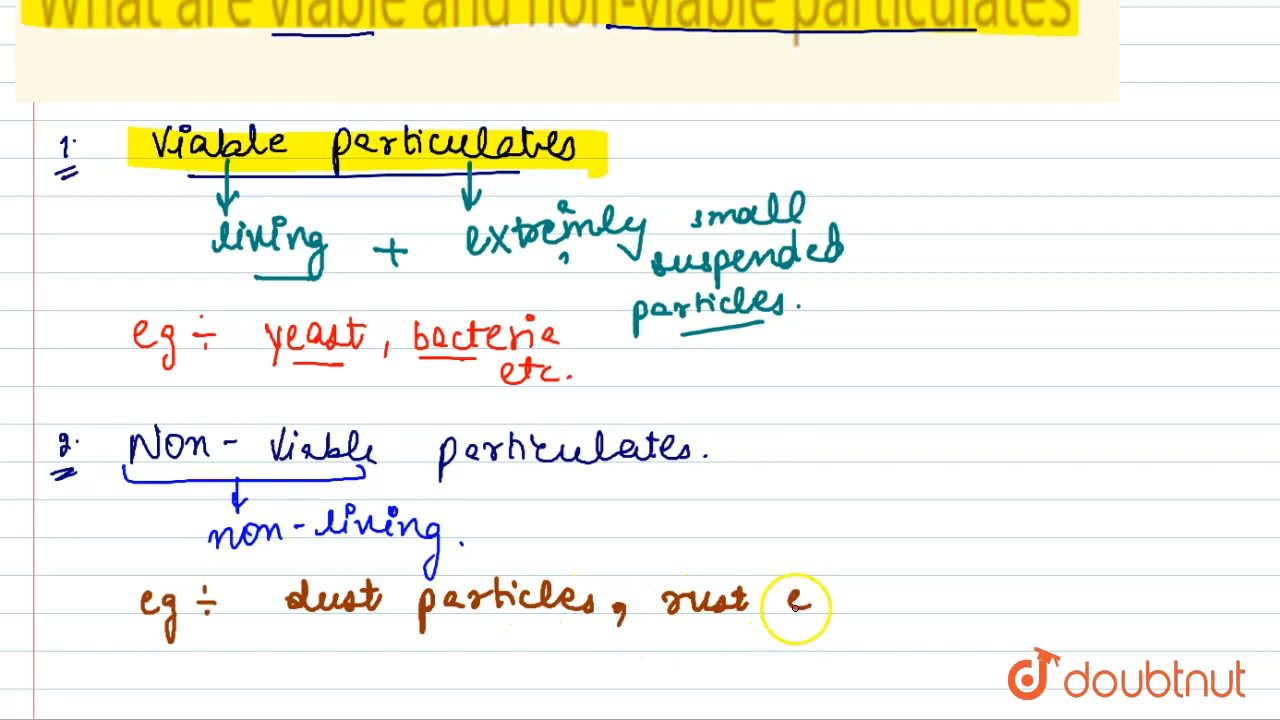 What are viable and non-viable particulates
1. Viable particulates
living + extremely small
suspended
particles.
eg ÷ yeast, bacteria
etc.
2. Non-Viable particulates.
non-living.
eg ÷ dust particles, rust e
doubtnut